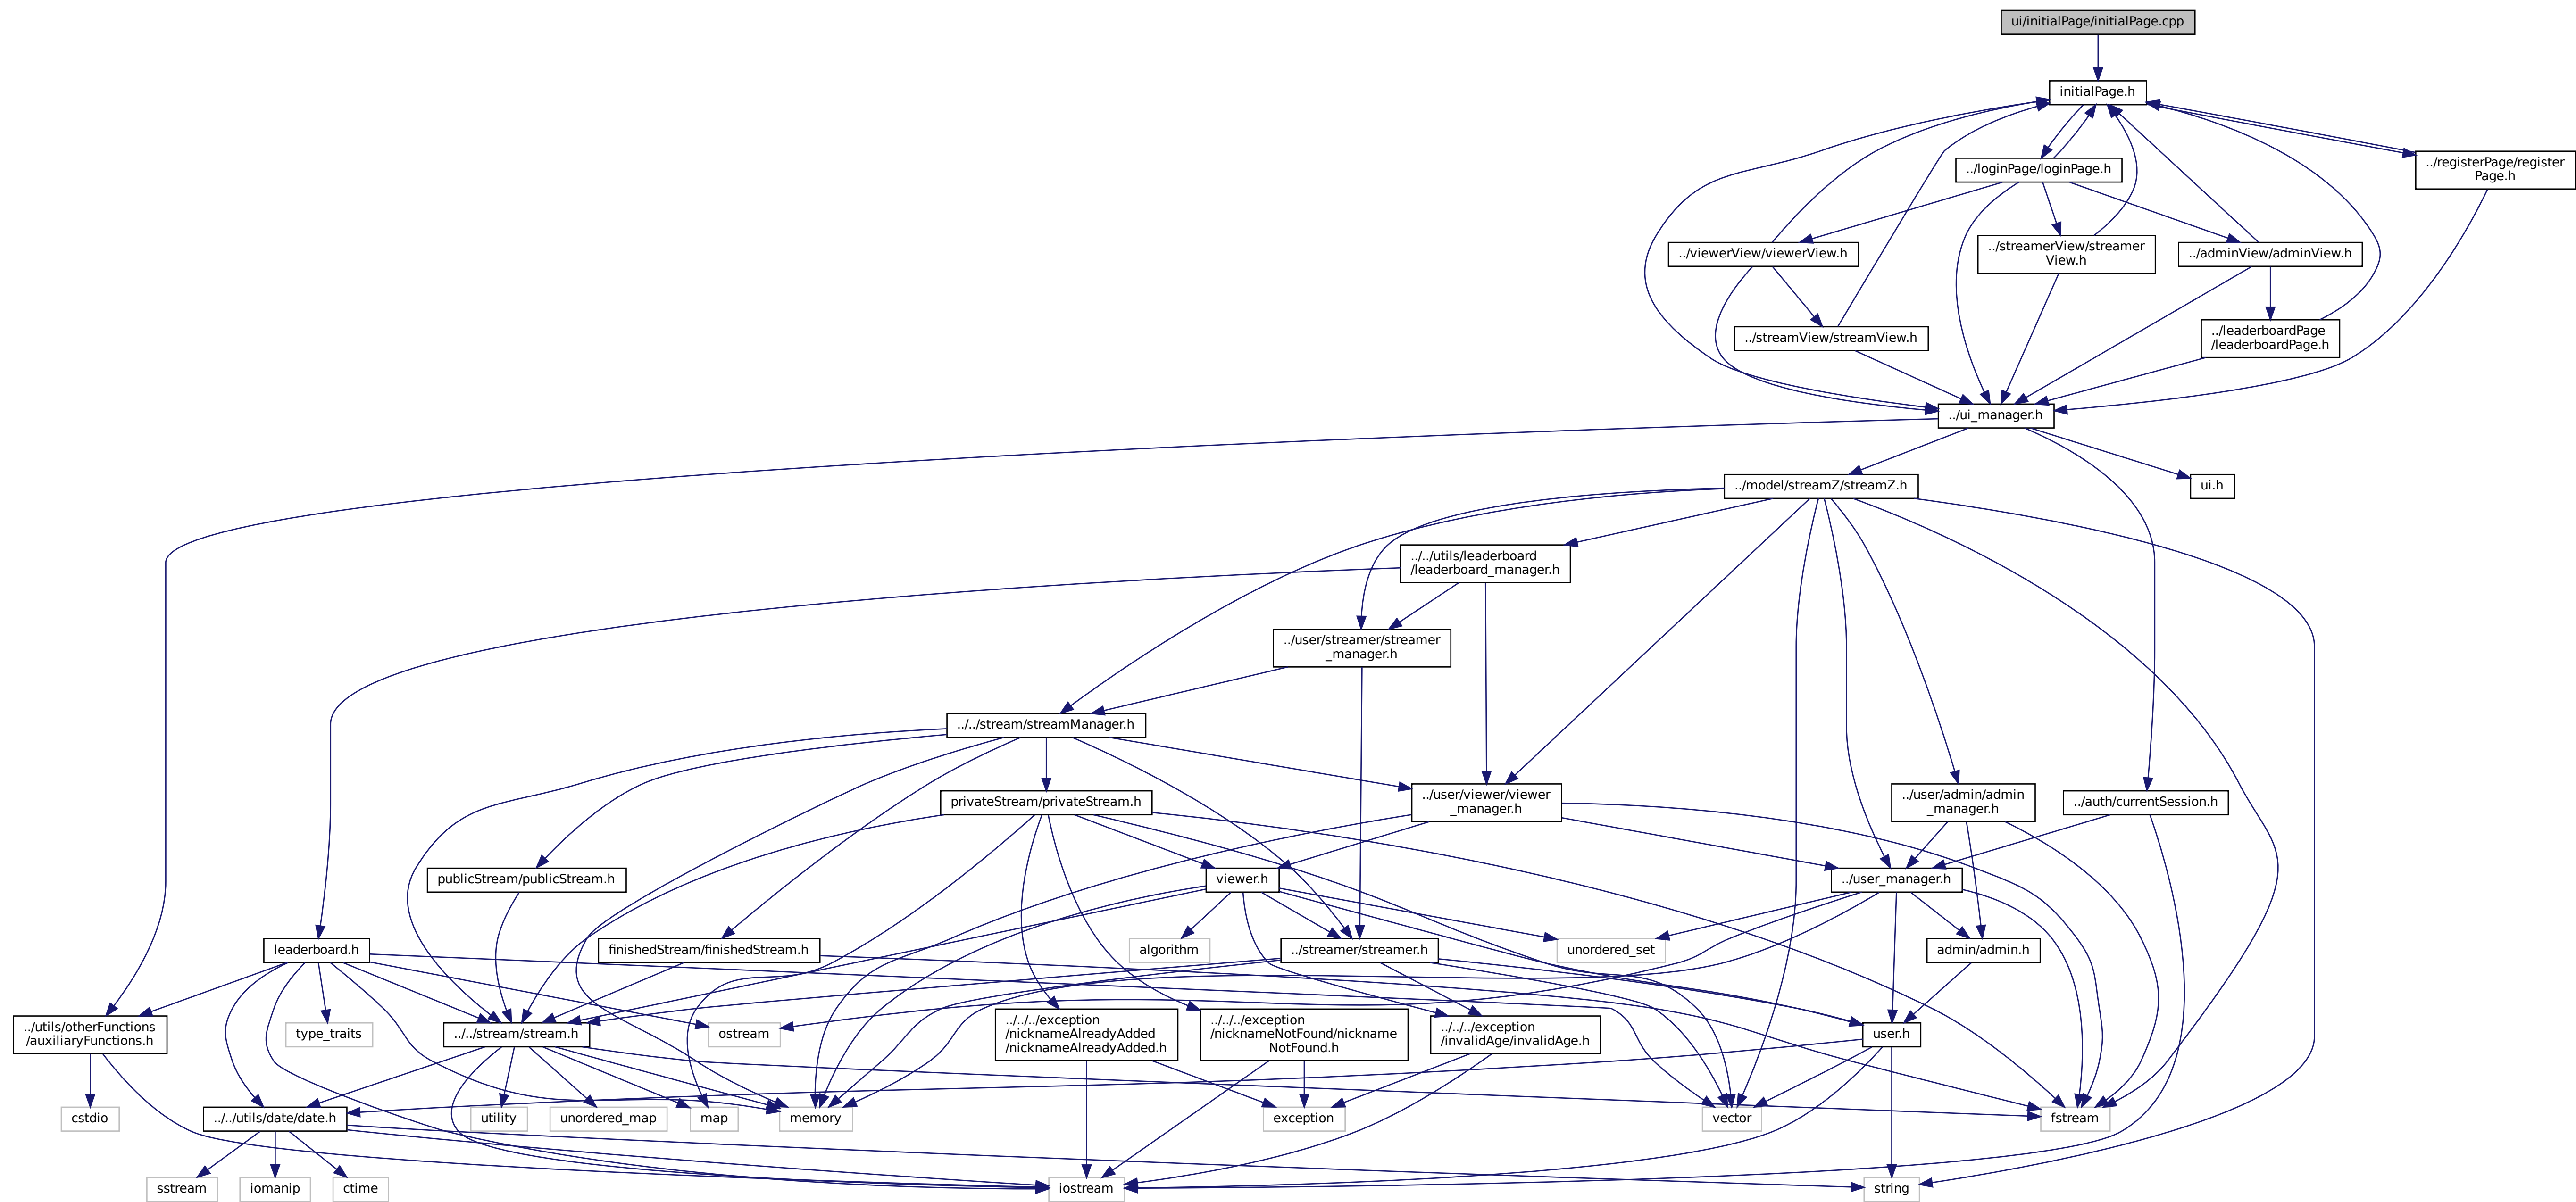 ui/initialPage/initialPage.cpp
initialPage.h
../loginPage/loginPage.h
../registerPage/register
Page.h
../viewerView/viewerView.h
../streamerView/streamer
View.h
../adminView/adminView.h
../streamView/streamView.h
../leaderboardPage
/leaderboardPage.h
../ui_manager.h
../model/streamZ/streamZ.h
ui.h
../../utils/leaderboard
/leaderboard_manager.h
../user/streamer/streamer
_manager.h
../../stream/streamManager.h
privateStream/privateStream.h
../user/viewer/viewer
_manager.h
../user/admin/admin
_manager.h
../auth/currentSession.h
publicStream/publicStream.h
viewer.h
../user_manager.h
leaderboard.h
finishedStream/finishedStream.h
algorithm
../streamer/streamer.h
unordered_set
admin/admin.h
../utils/otherFunctions
/auxiliaryFunctions.h
type_traits
../../stream/stream.h
ostream
../../../exception
/nicknameAlreadyAdded
/nicknameAlreadyAdded.h
../../../exception
/nicknameNotFound/nickname
NotFound.h
../../../exception
/invalidAge/invalidAge.h
user.h
cstdio
../../utils/date/date.h
utility
unordered_map
map
memory
exception
vector
fstream
sstream
iomanip
ctime
iostream
string